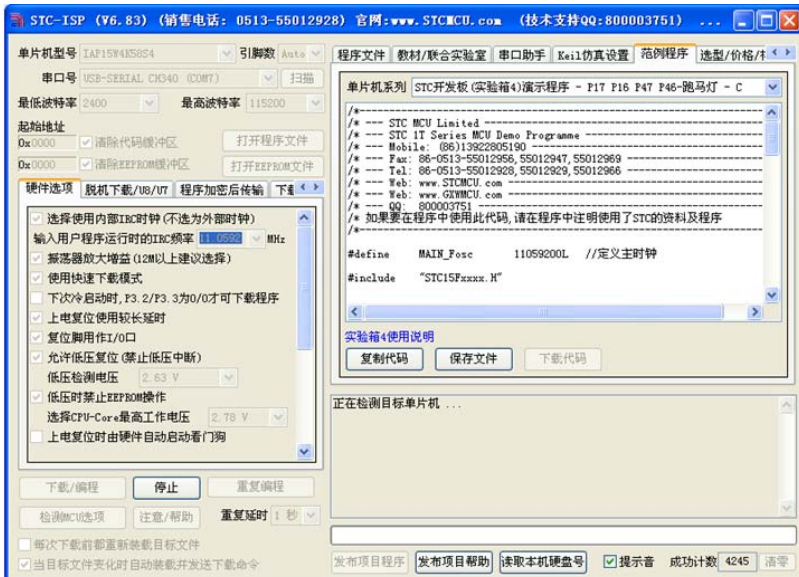 STC-ISP (V6.83) (销售电话: 0513-55012928) 官网:www.STCMCU.com (技术支持QQ:800003751) ...
单片机型号 IAP15W4K58S4 引脚数 Auto
串口号 USB-SERIAL CH340 (COM7) 扫描
最低波特率 2400 最高波特率 115200
起始地址
0x0000 清除代码缓冲区 打开程序文件
0x0000 清除EEPROM缓冲区 打开EEPROM文件
硬件选项 脱机下载/U8/U7 程序加密后传输
选择使用内部IRC时钟(不选为外部时钟)
输入用户程序运行时的IRC频率 11.0592 MHz
振荡器放大增益(12M以上建议选择)
使用快速下载模式
下次冷启动时,P3.2/P3.3为0/0才可下载程序
上电复位使用较长延时
复位脚用作I/O口
允许低压复位(禁止低压中断)
低压检测电压 2.63 V
低压时禁止EEPROM操作
选择CPU-Core最高工作电压 2.78 V
上电复位时由硬件自动启动看门狗
下载/编程 停止 重复编程
检测MCU选项 注意/帮助 重复延时 1 秒
每次下载前都重新装载目标文件
当目标文件变化时自动装载并发送下载命令
程序文件 教材/联合实验室 串口助手 Keil仿真设置 范例程序 选型/价格/
单片机系列 STC开发板(实验箱4)演示程序 - P17 P16 P47 P46-跑马灯 - C
/*---------------------------------------------
/* --- STC MCU Limited ------------------------
/* --- STC 1T Series MCU Demo Programme -------
/* --- Mobile: (86)13922805190 ----------------
/* --- Fax: 86-0513-55012956,55012947,55012969
/* --- Tel: 86-0513-55012928,55012929,55012966
/* --- Web: www.STCMCU.com --------------------
/* --- Web: www.GXWMCU.com --------------------
/* --- QQ: 800003751 -------------------------
/* 如果要在程序中使用此代码,请在程序中注明使用了STC的资料及程序
/*---------------------------------------------
#define MAIN_Fosc 11059200L //定义主时钟
#include "STC15Fxxxx.H"
实验箱4使用说明
复制代码 保存文件 下载代码
正在检测目标单片机 ...
发布项目程序 发布项目帮助 读取本机硬盘号 提示音 成功计数 4245 清零